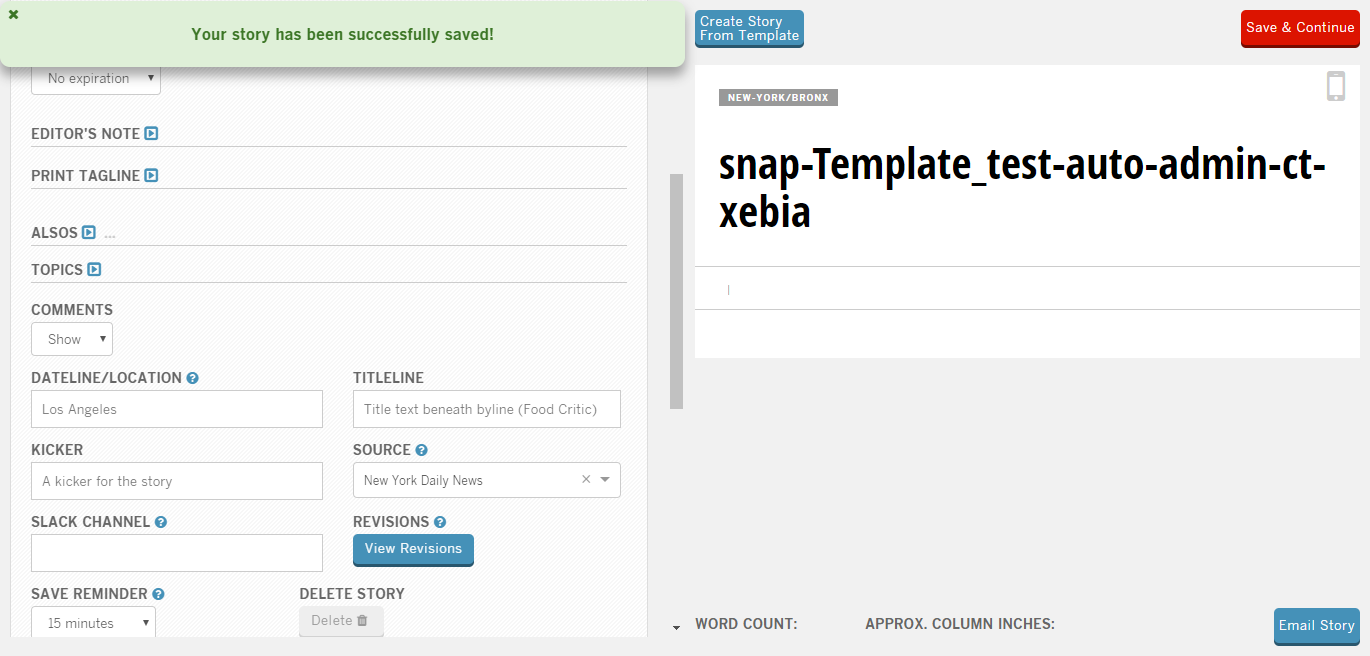 Your story has been successfully saved!
No expiration
EDITOR'S NOTE
PRINT TAGLINE
ALSOS ...
TOPICS
COMMENTS
Show
DATELINE/LOCATION
TITLELINE
Los Angeles
Title text beneath byline (Food Critic)
KICKER
SOURCE
A kicker for the story
New York Daily News
SLACK CHANNEL
REVISIONS
View Revisions
SAVE REMINDER
DELETE STORY
15 minutes
Delete
Create Story
From Template
Save & Continue
NEW-YORK/BRONX
snap-Template_test-auto-admin-ct-
xebia
|
WORD COUNT:
APPROX. COLUMN INCHES:
Email Story